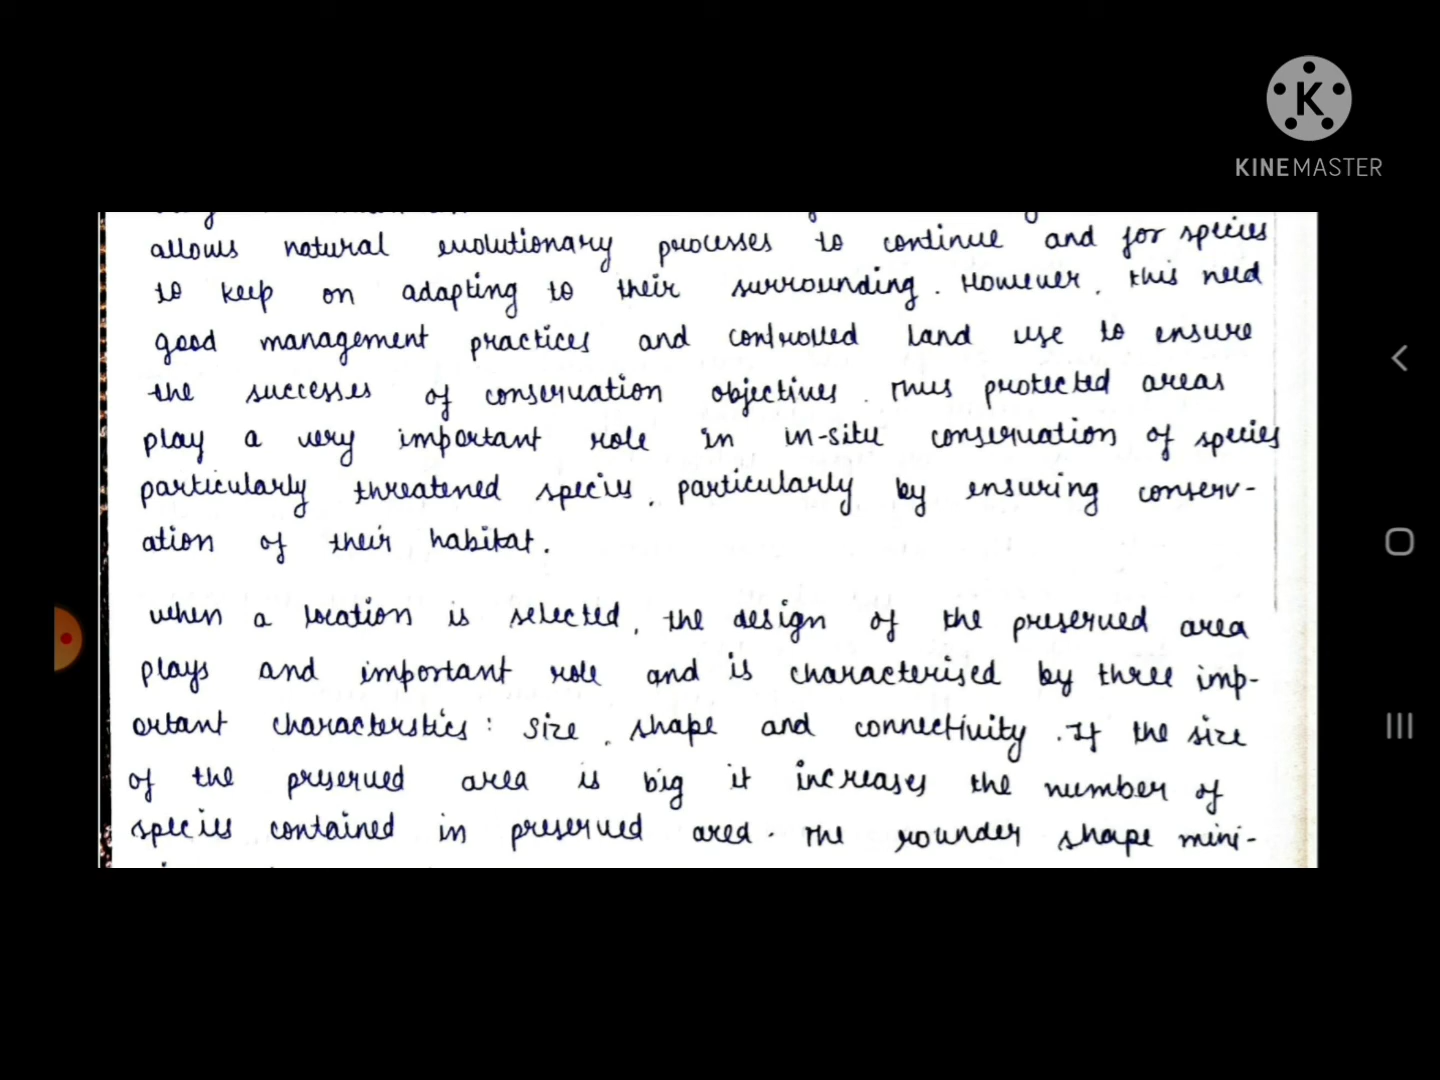 KINEMASTER
allows natural evolutionary processes to continue and for species
to keep on adapting to their surrounding. However, this need
good management practices and controlled land use to ensure
the successes of conservation objectives. Thus protected areas
play a very important role in in-situ conservation of species
particularly threatened species, particularly by ensuring conserv-
ation of their habitat.
when a location is selected, the design of the preserved area
plays and important role and is characterised by three imp-
ortant characterstics: Size, shape and connectivity. If the size
of the preserved area is big it increases the number of
species contained in preserved area. The rounder shape mini-